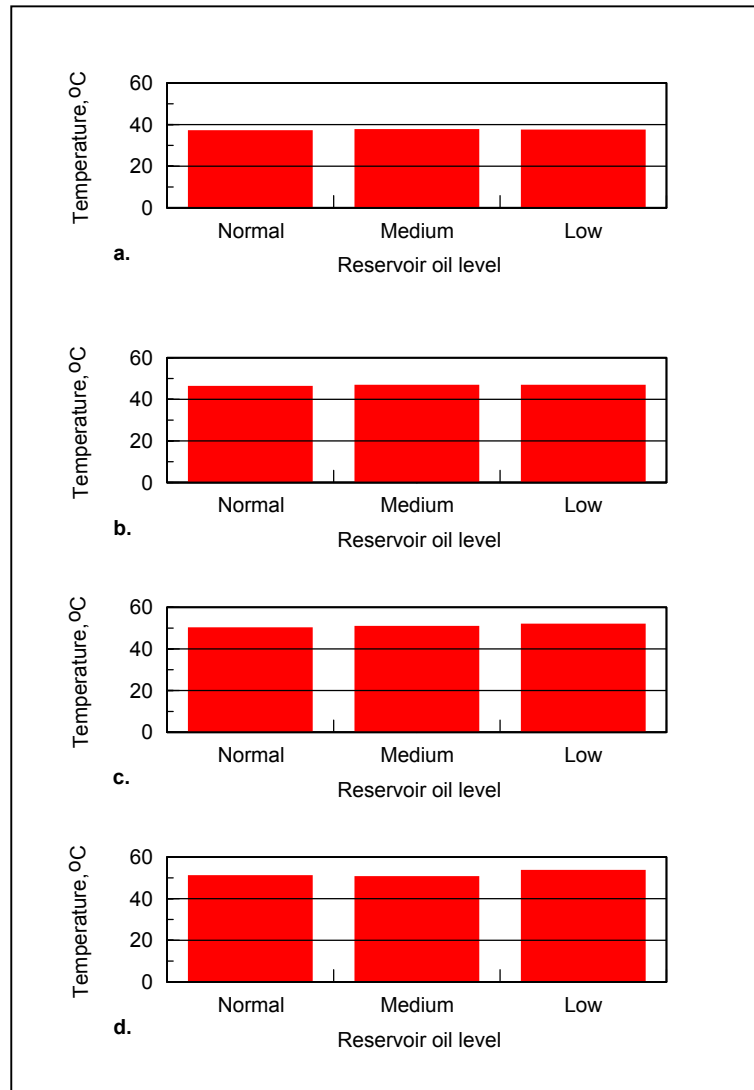 Temperature, ºC
60
40
20
0
Normal Medium Low
a.
Reservoir oil level
Temperature, ºC
60
40
20
0
Normal Medium Low
b.
Reservoir oil level
Temperature, ºC
60
40
20
0
Normal Medium Low
c.
Reservoir oil level
Temperature, ºC
60
40
20
0
Normal Medium Low
d.
Reservoir oil level